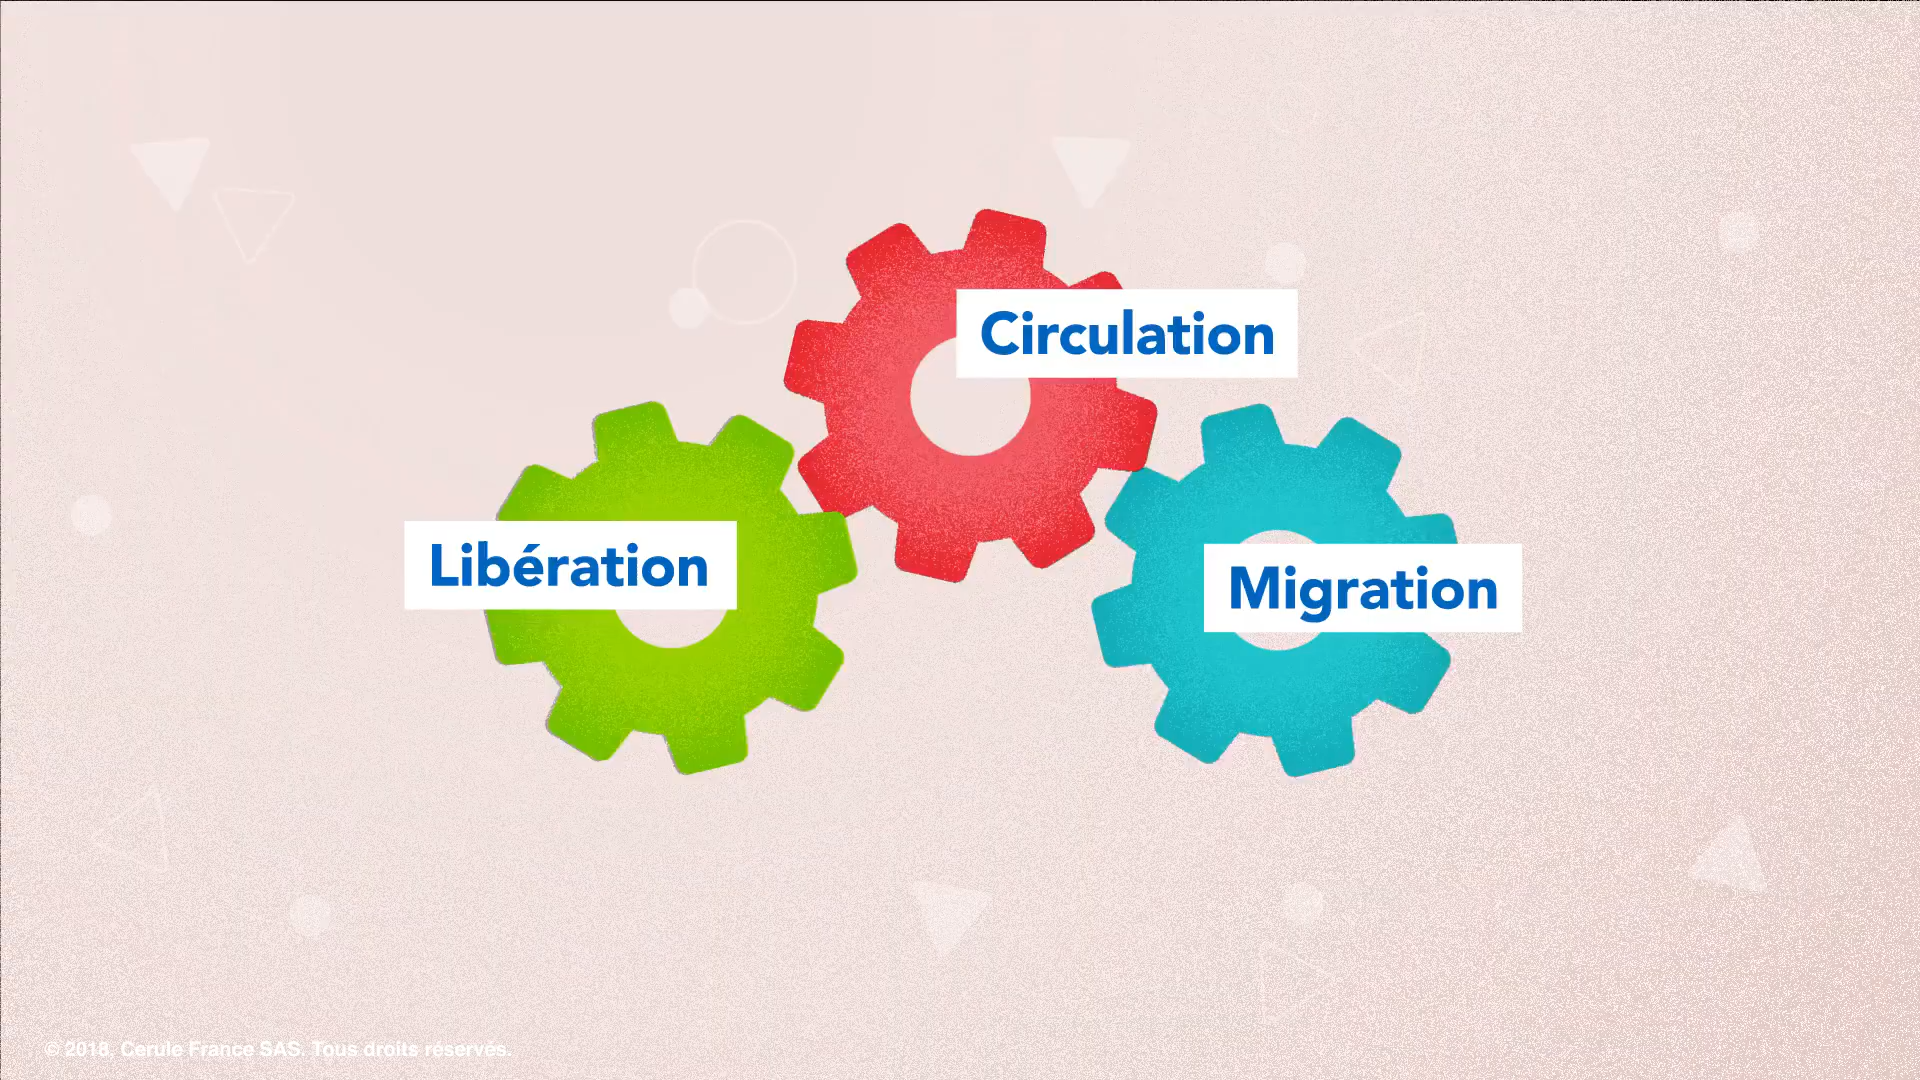 Circulation
Libération
Migration
© 2018, Cerule France SAS. Tous droits réservés.